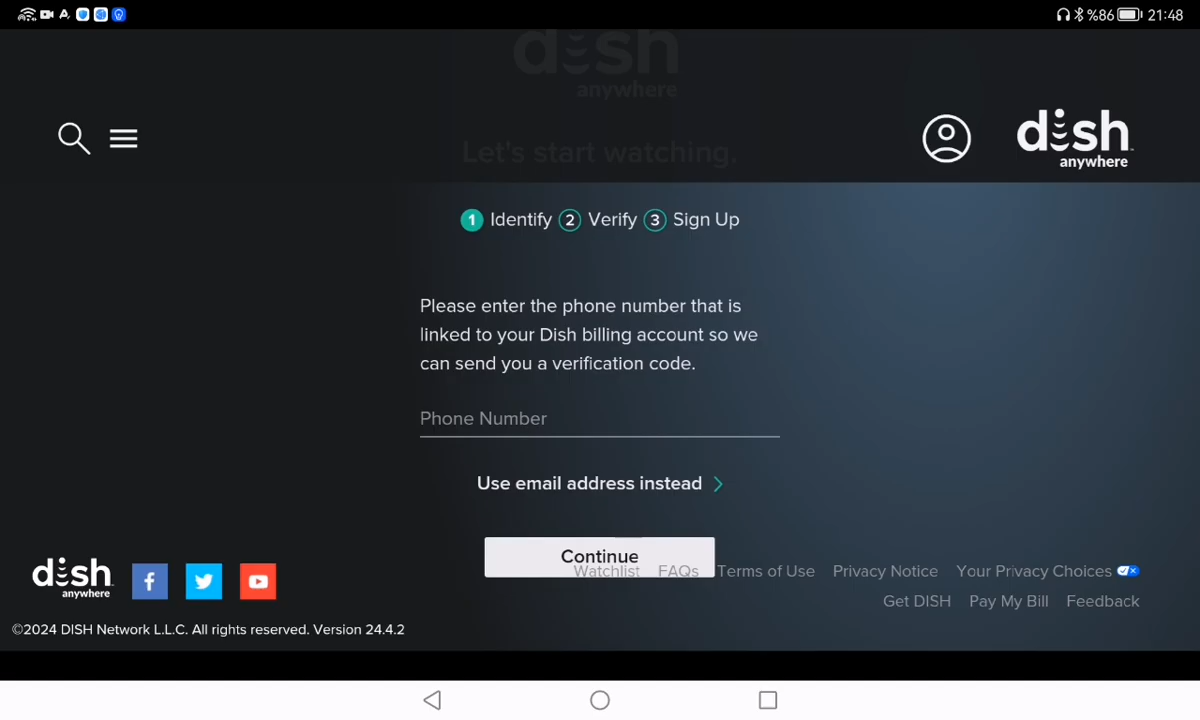 %86 21:48
dish
anywhere
dish
anywhere
Let's start watching.
1 Identify 2 Verify 3 Sign Up
Please enter the phone number that is
linked to your Dish billing account so we
can send you a verification code.
Phone Number
Use email address instead
Continue
dish
anywhere
Watchlist FAQs Terms of Use Privacy Notice Your Privacy Choices
Get DISH Pay My Bill Feedback
©2024 DISH Network L.L.C. All rights reserved. Version 24.4.2